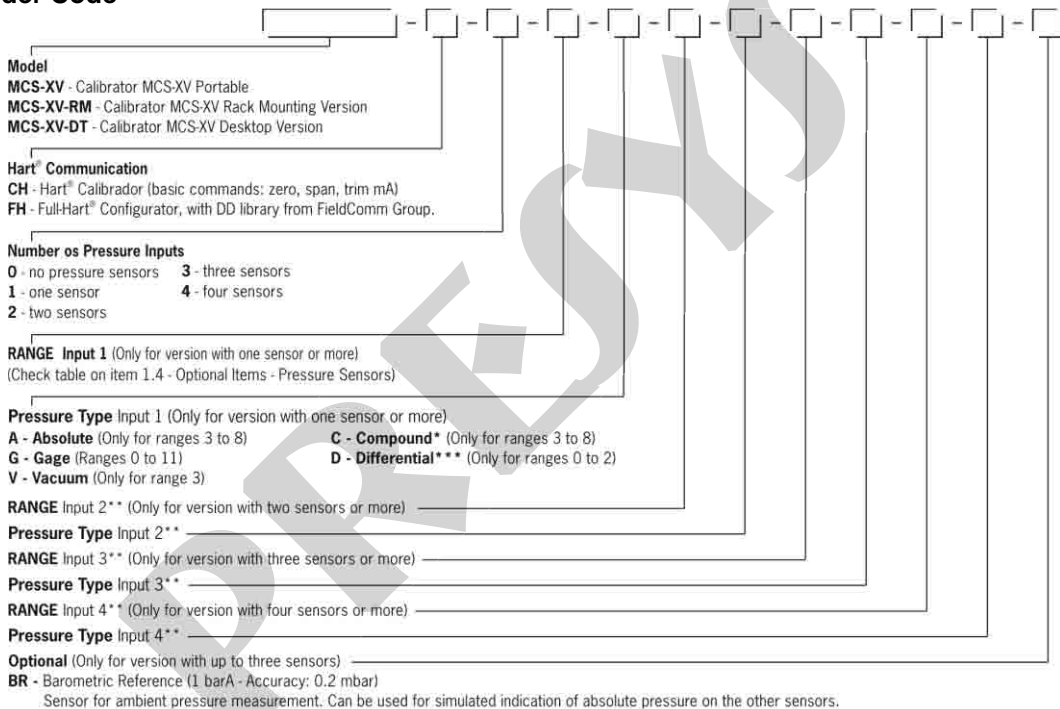 Model
MCS-XV - Calibrator MCS-XV Portable
MCS-XV-RM - Calibrator MCS-XV Rack Mounting Version
MCS-XV-DT - Calibrator MCS-XV Desktop Version
Hart® Communication
CH - Hart® Calibrador (basic commands: zero, span, trim mA)
FH - Full-Hart® Configurator, with DD library from FieldComm Group.
Number os Pressure Inputs
0 - no pressure sensors 3 - three sensors
1 - one sensor 4 - four sensors
2 - two sensors
RANGE Input 1 (Only for version with one sensor or more)
(Check table on item 1.4 - Optional Items - Pressure Sensors)
Pressure Type Input 1 (Only for version with one sensor or more)
A - Absolute (Only for ranges 3 to 8) C - Compound* (Only for ranges 3 to 8)
G - Gage (Ranges 0 to 11) D - Differential*** (Only for ranges 0 to 2)
V - Vacuum (Only for range 3)
RANGE Input 2** (Only for version with two sensors or more)
Pressure Type Input 2**
RANGE Input 3** (Only for version with three sensors or more)
Pressure Type Input 3**
RANGE Input 4** (Only for version with four sensors or more)
Pressure Type Input 4**
Optional (Only for version with up to three sensors)
BR - Barometric Reference (1 barA - Accuracy: 0.2 mbar)
Sensor for ambient pressure measurement. Can be used for simulated indication of absolute pressure on the other sensors.
PRESYS